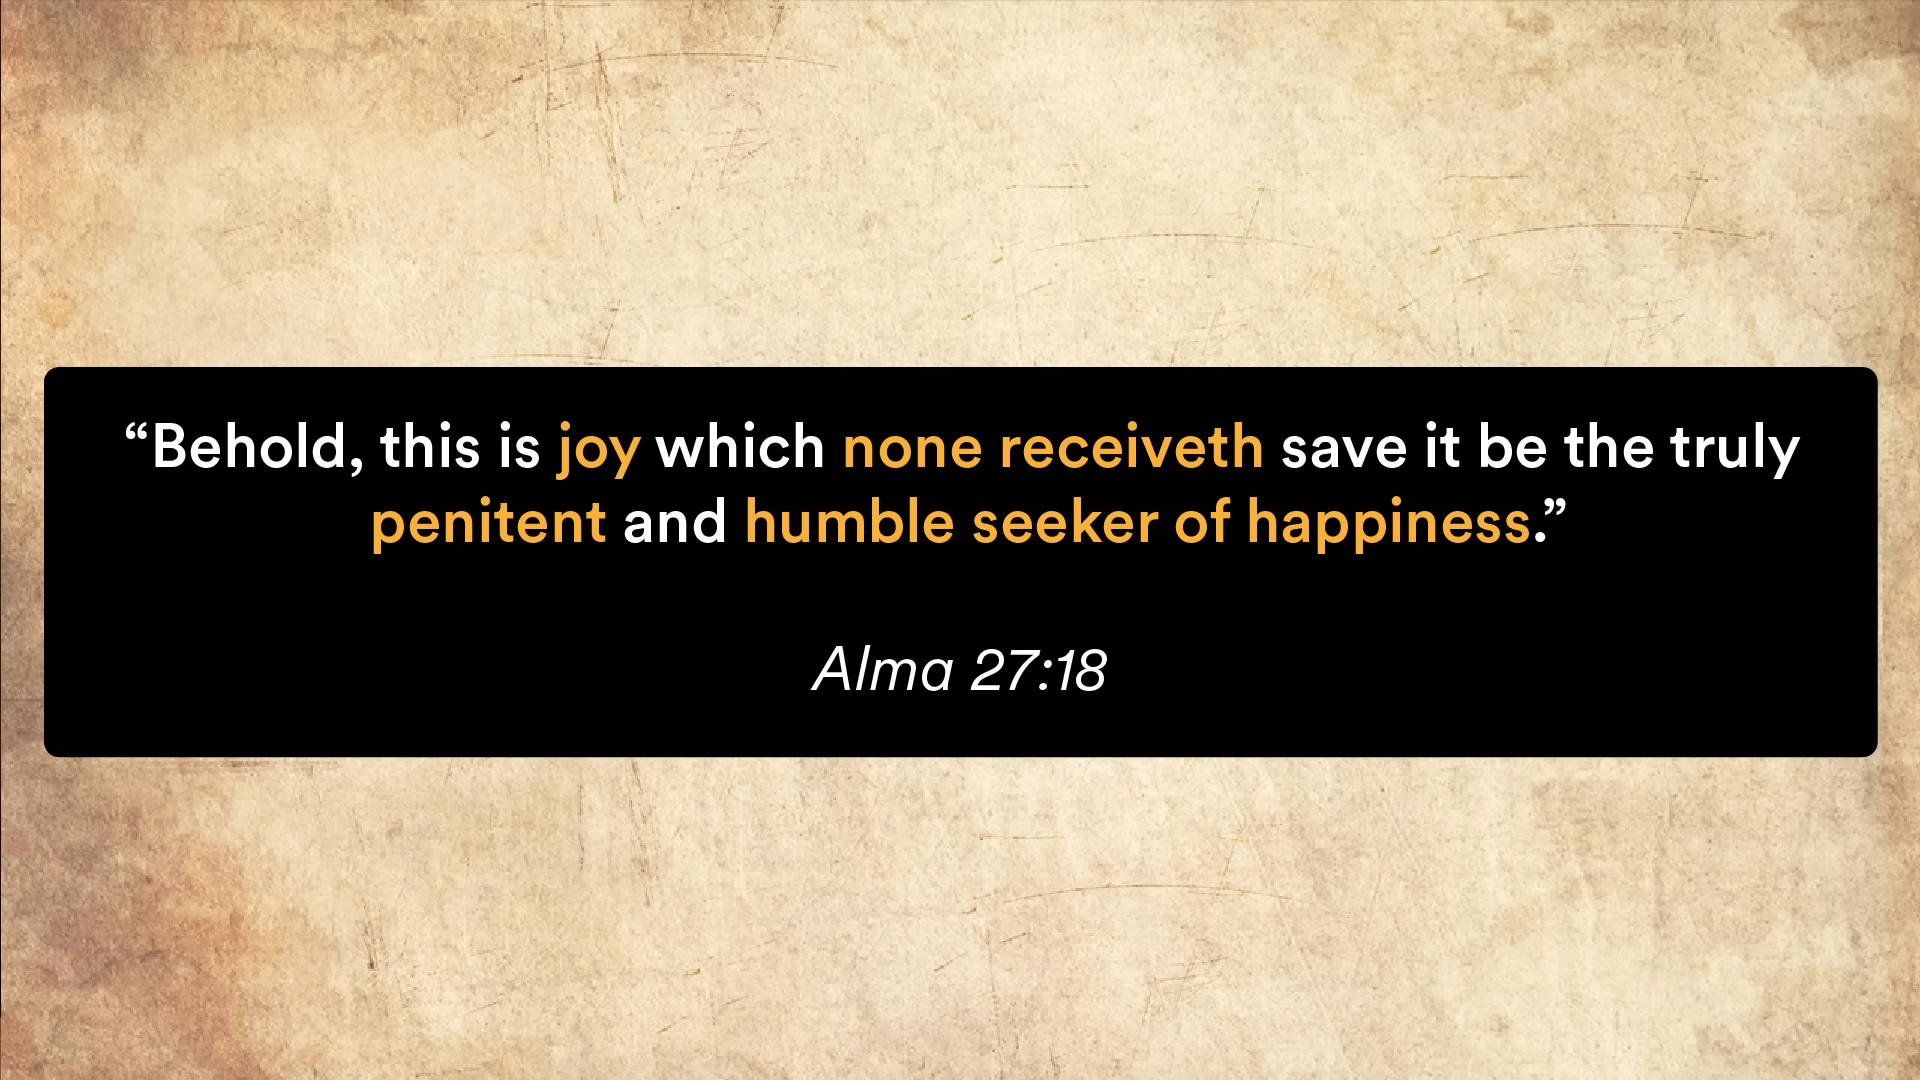 “Behold, this is joy which none receiveth save it be the truly
penitent and humble seeker of happiness.”
Alma 27:18